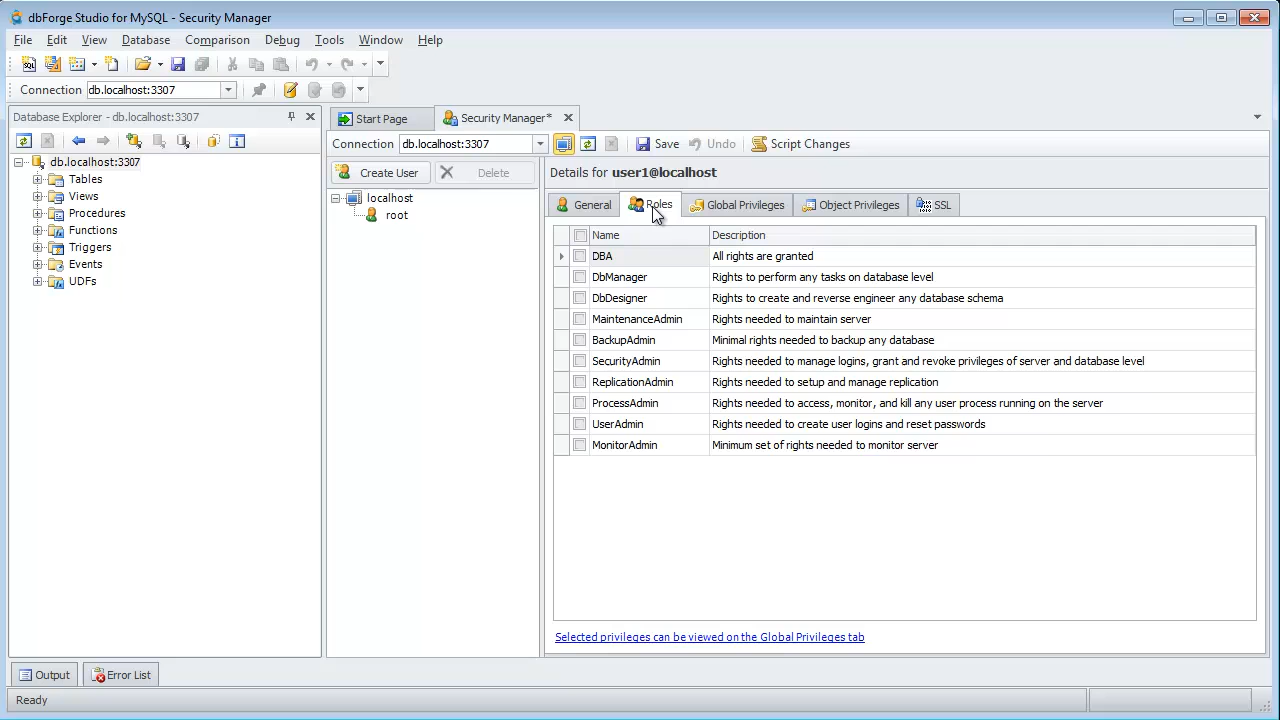 dbForge Studio for MySQL - Security Manager
File Edit View Database Comparison Debug Tools Window Help
Connection db.localhost:3307
Database Explorer - db.localhost:3307
db.localhost:3307
Tables
Views
Procedures
Functions
Triggers
Events
UDFs
Start Page Security Manager*
Connection db.localhost:3307 Save Undo Script Changes
Create User Delete
localhost
root
Details for user1@localhost
General Roles Global Privileges Object Privileges SSL
Name Description
DBA All rights are granted
DbManager Rights to perform any tasks on database level
DbDesigner Rights to create and reverse engineer any database schema
MaintenanceAdmin Rights needed to maintain server
BackupAdmin Minimal rights needed to backup any database
SecurityAdmin Rights needed to manage logins, grant and revoke privileges of server and database level
ReplicationAdmin Rights needed to setup and manage replication
ProcessAdmin Rights needed to access, monitor, and kill any user process running on the server
UserAdmin Rights needed to create user logins and reset passwords
MonitorAdmin Minimum set of rights needed to monitor server
Selected privileges can be viewed on the Global Privileges tab
Output Error List
Ready